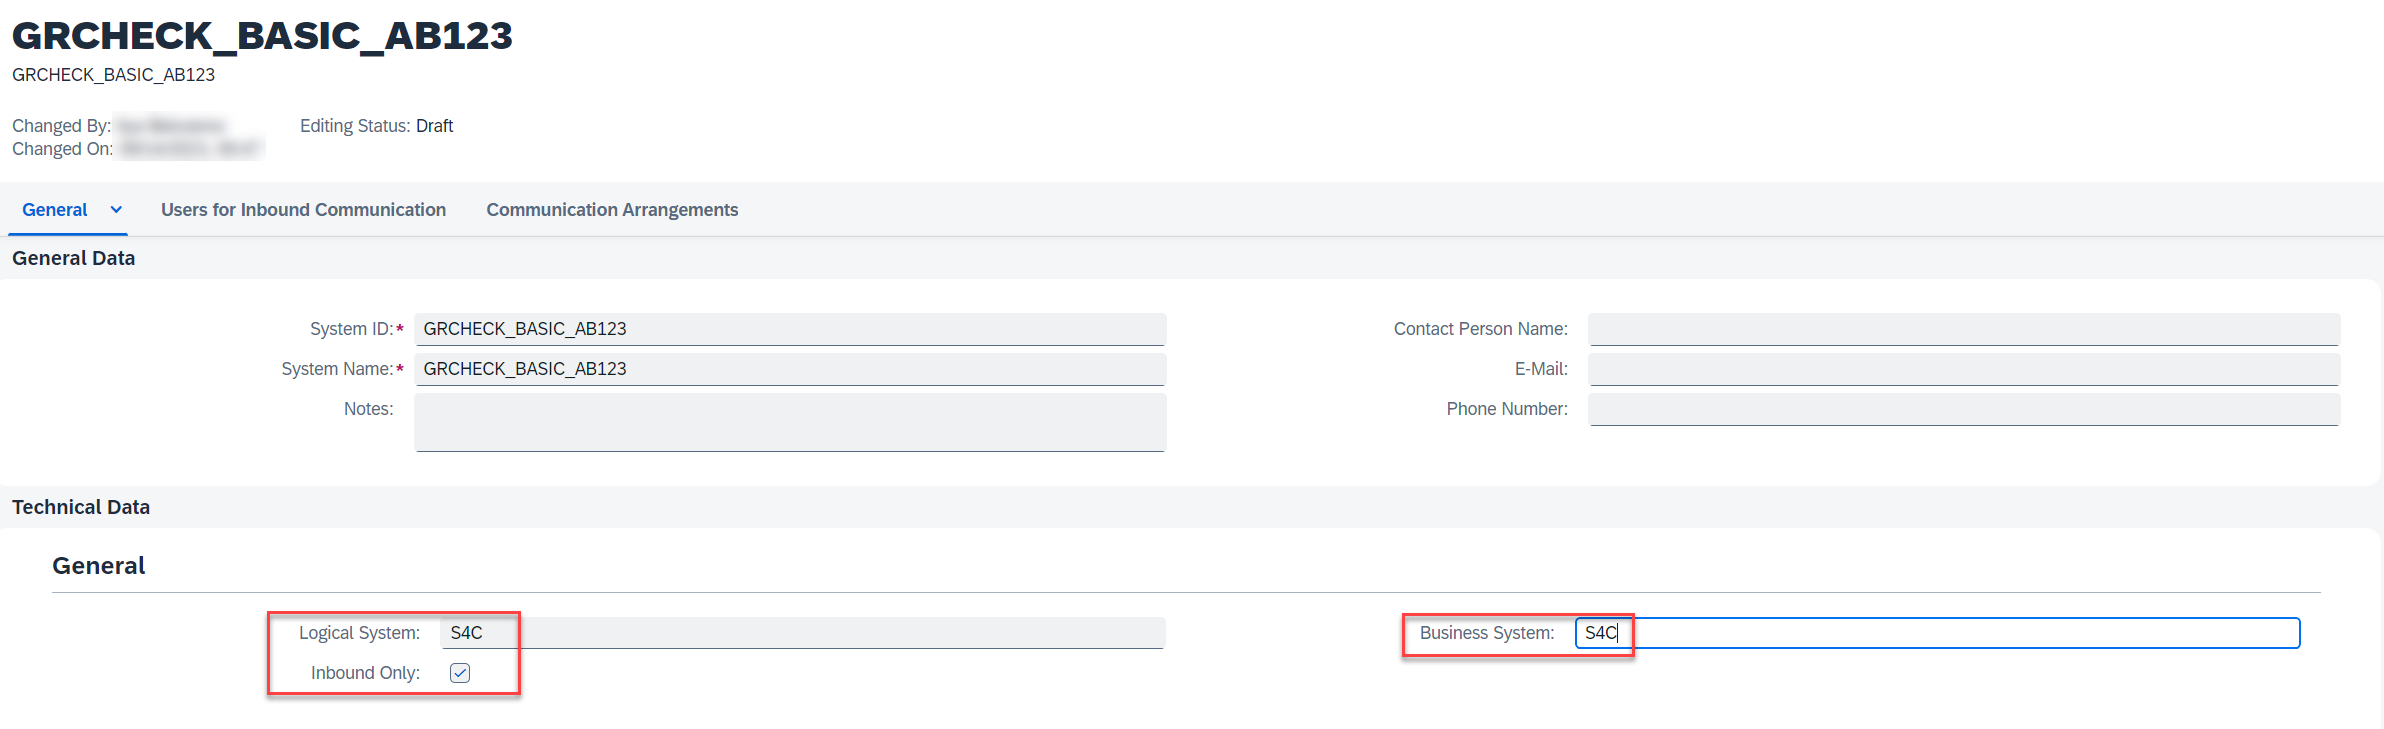 GRCHECK_BASIC_AB123
GRCHECK_BASIC_AB123
Changed By:
Editing Status: Draft
Changed On:
General
Users for Inbound Communication
Communication Arrangements
General Data
System ID:* GRCHECK_BASIC_AB123
Contact Person Name:
System Name:* GRCHECK_BASIC_AB123
E-Mail:
Notes:
Phone Number:
Technical Data
General
Logical System: S4C
Business System: S4C
Inbound Only: